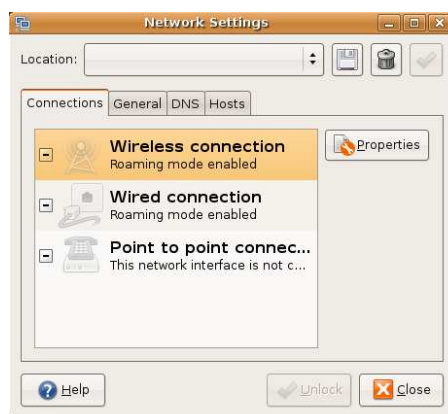 Network Settings
Location:
Connections General DNS Hosts
Wireless connection
Roaming mode enabled
Properties
Wired connection
Roaming mode enabled
Point to point connec...
This network interface is not c...
Help
Unlock
Close